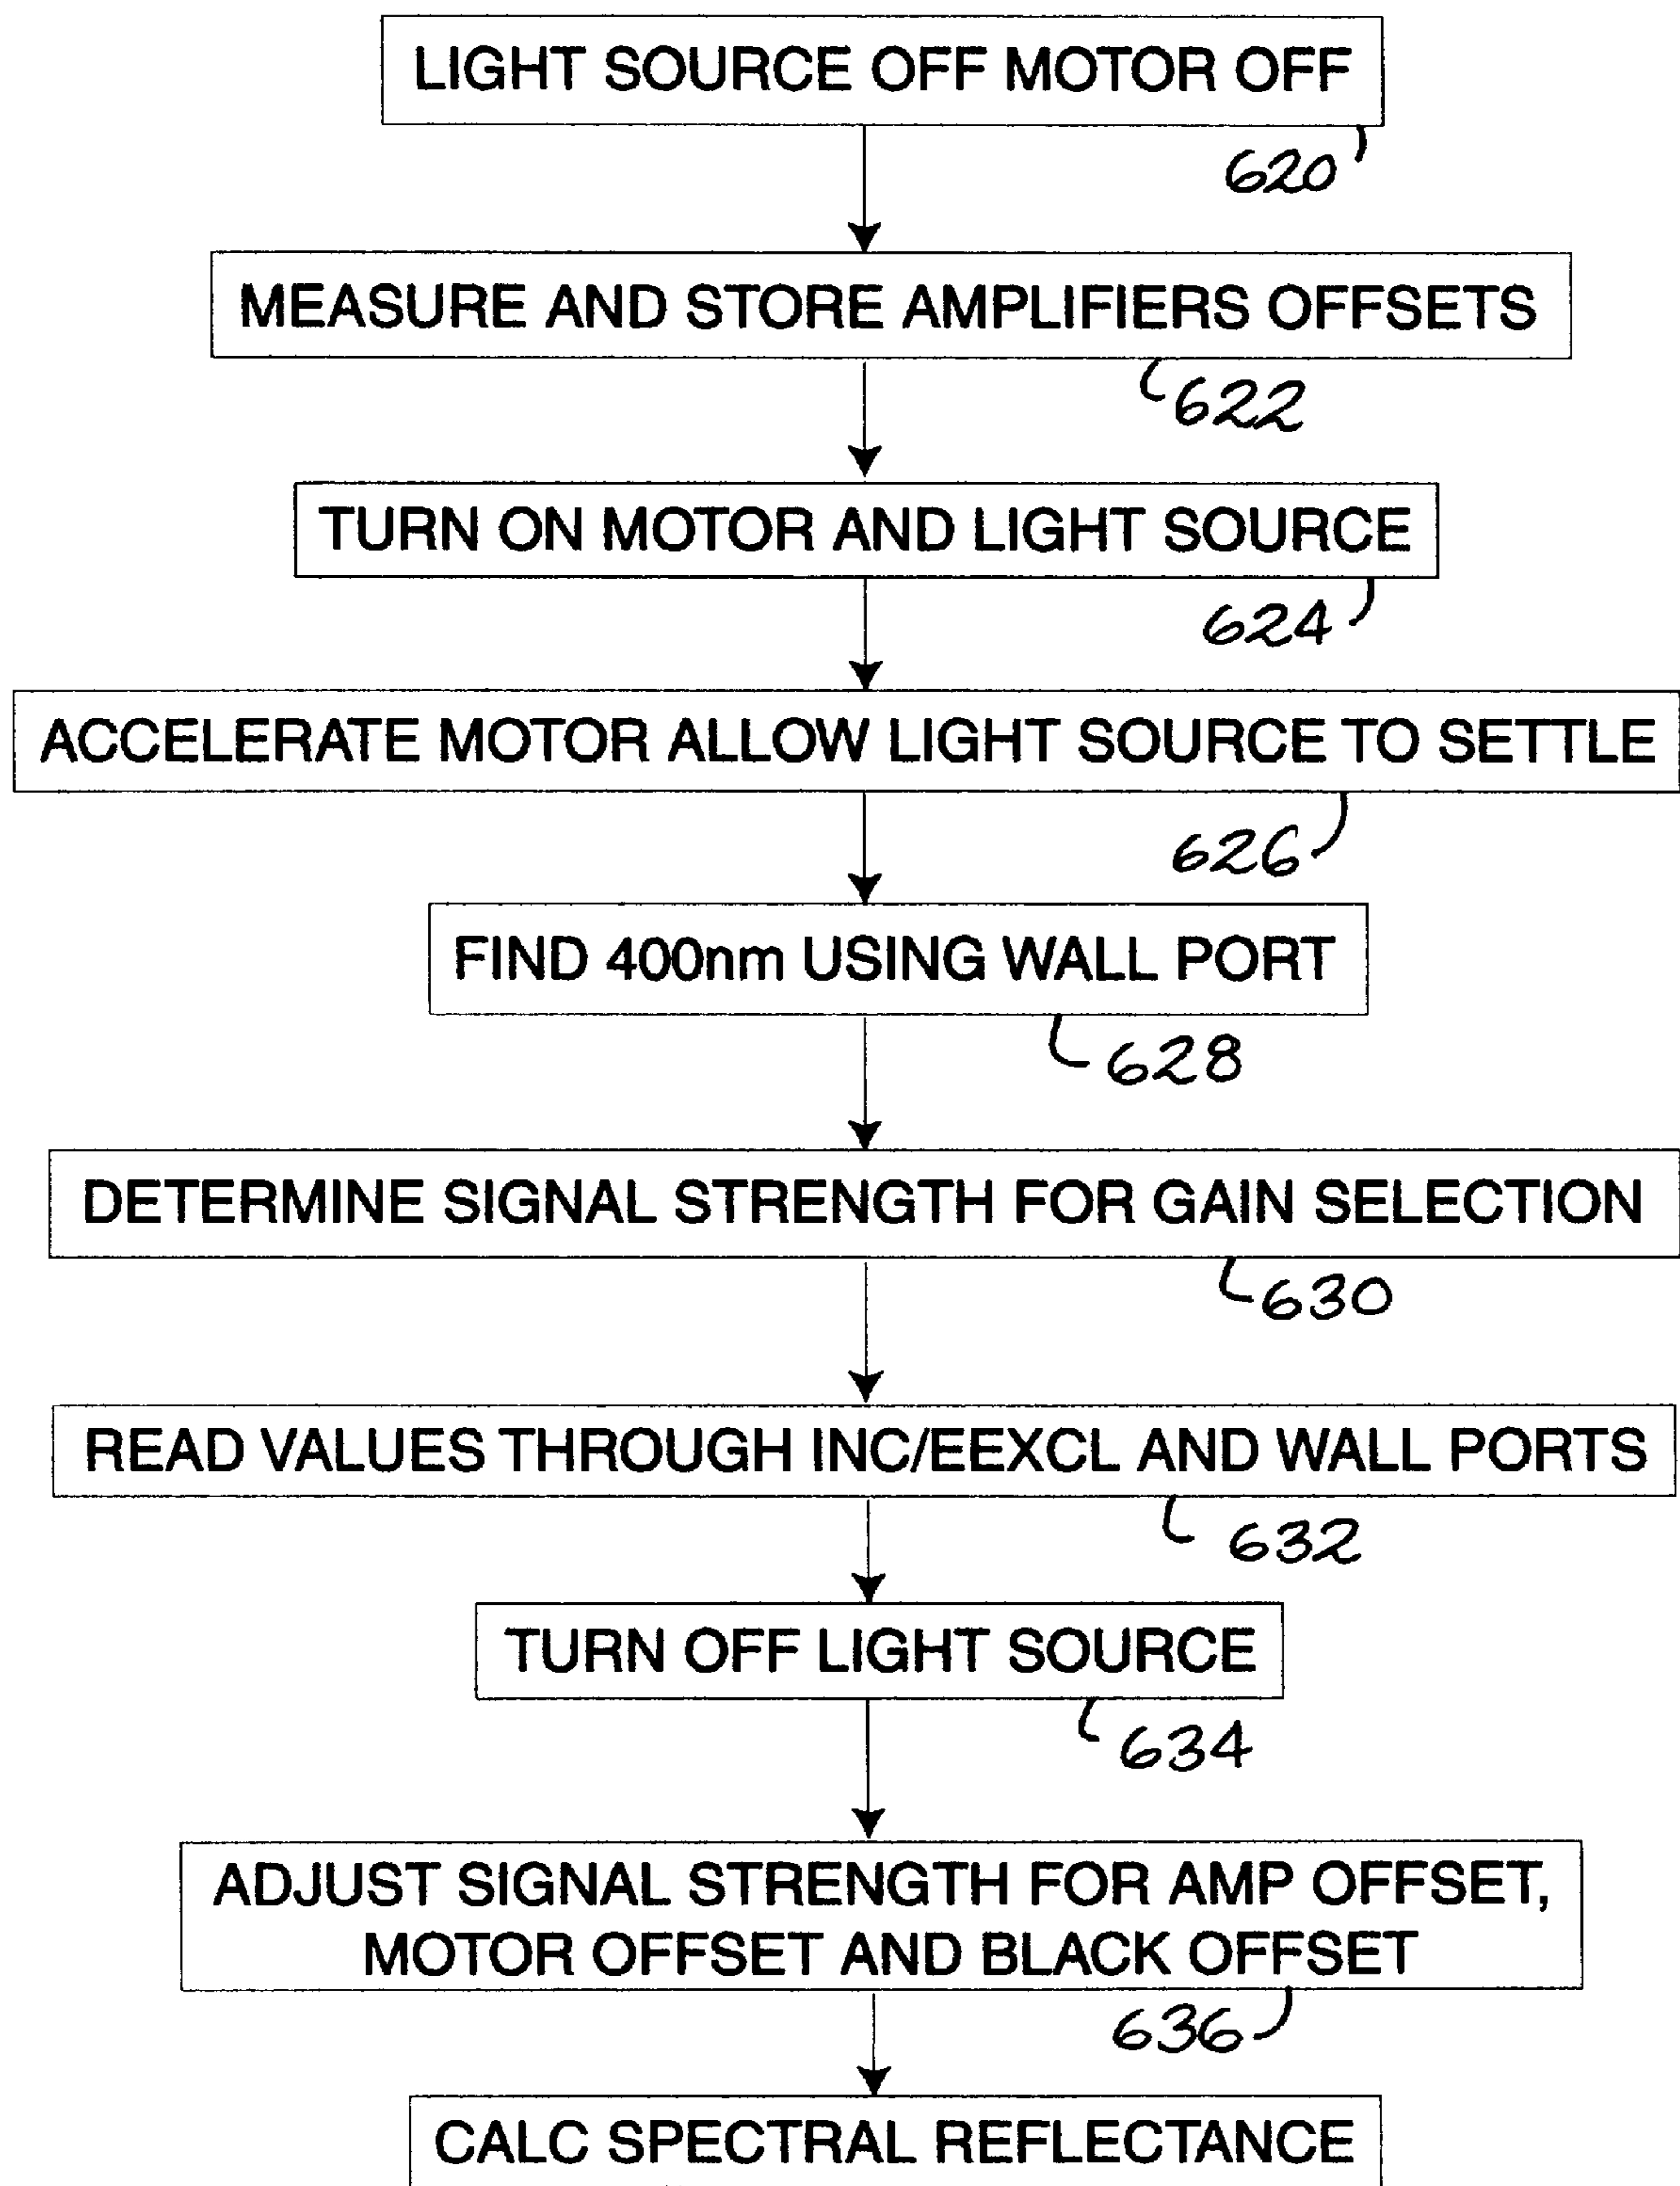 LIGHT SOURCE OFF MOTOR OFF
620
MEASURE AND STORE AMPLIFIERS OFFSETS
622
TURN ON MOTOR AND LIGHT SOURCE
624
ACCELERATE MOTOR ALLOW LIGHT SOURCE TO SETTLE
626
FIND 400nm USING WALL PORT
628
DETERMINE SIGNAL STRENGTH FOR GAIN SELECTION
630
READ VALUES THROUGH INC/EEXCL AND WALL PORTS
632
TURN OFF LIGHT SOURCE
634
ADJUST SIGNAL STRENGTH FOR AMP OFFSET,
MOTOR OFFSET AND BLACK OFFSET
636
CALC SPECTRAL REFLECTANCE